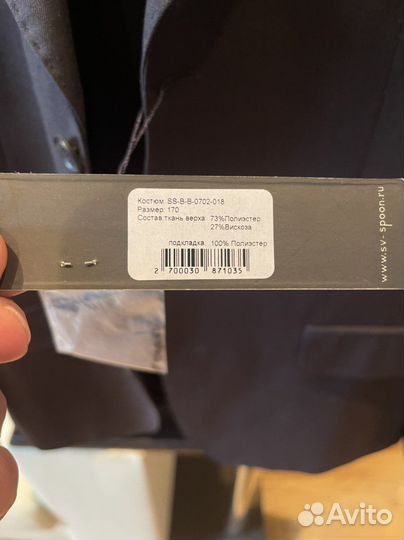 Костюм SS-B-B-0702-018
Размер: 170
Состав:ткань верха: 73%Полиэстер
27%Вискоза
подкладка: 100% Полиэстер
2 700030 871035
www.sv-spoon.ru
Avito